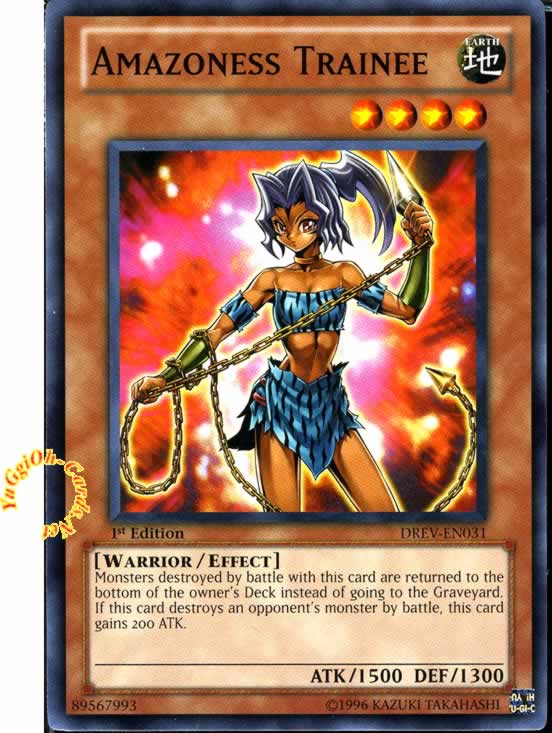 AMAZONESS TRAINEE
EARTH
地
1st Edition
DREV-EN031
YuGgiOh-Cards.Net
[WARRIOR/EFFECT]
Monsters destroyed by battle with this card are returned to the
bottom of the owner's Deck instead of going to the Graveyard.
If this card destroys an opponent's monster by battle, this card
gains 200 ATK.
ATK/1500 DEF/1300
89567993
©1996 KAZUKI TAKAHASHI